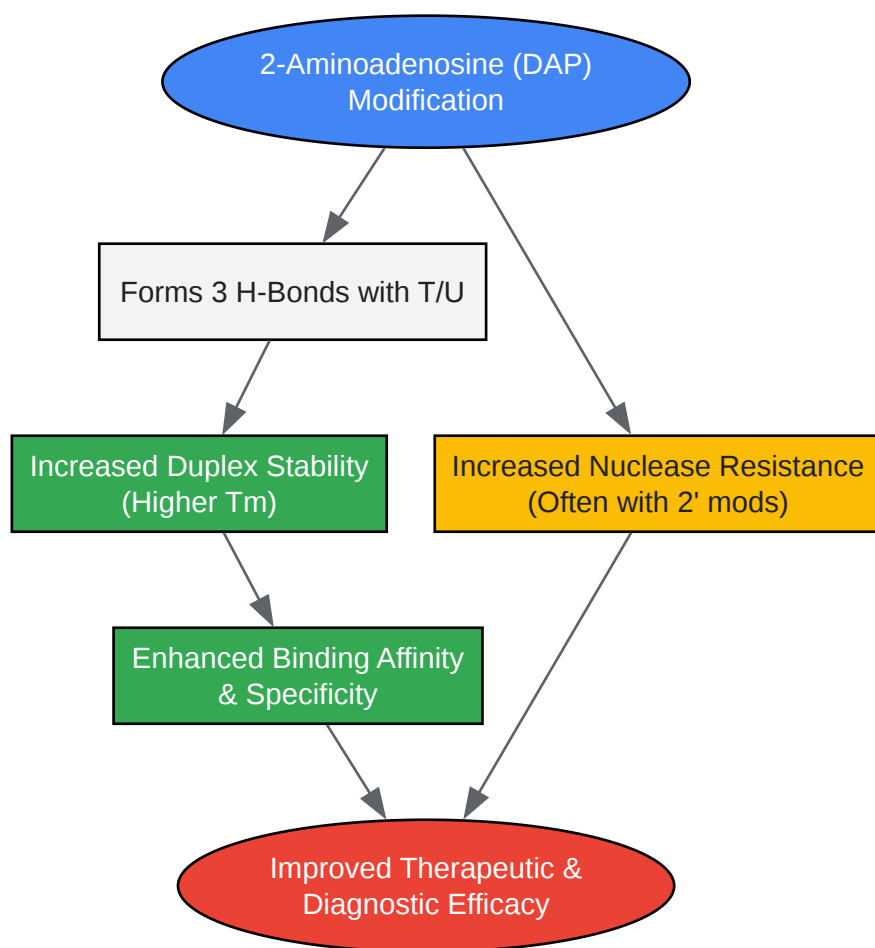 2-Aminoadenosine (DAP)
Modification
Forms 3 H-Bonds with T/U
Increased Duplex Stability
(Higher Tm)
Increased Nuclease Resistance
(Often with 2' mods)
Enhanced Binding Affinity
& Specificity
Improved Therapeutic &
Diagnostic Efficacy